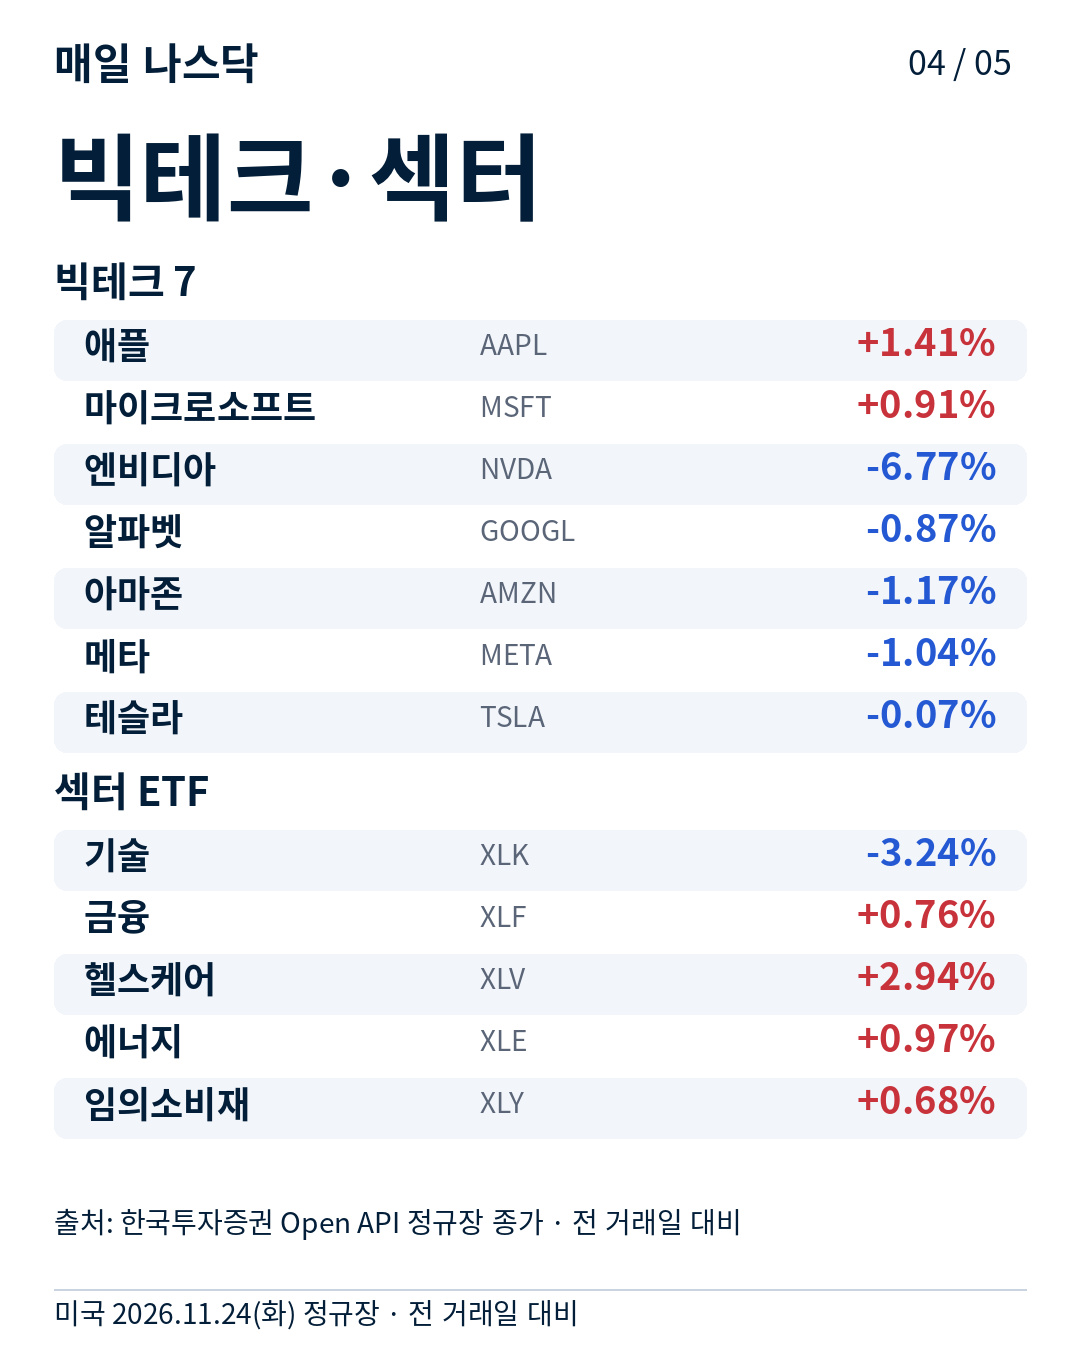 매일 나스닥 04 / 05
빅테크 · 섹터
빅테크 7
애플 AAPL +1.41%
마이크로소프트 MSFT +0.91%
엔비디아 NVDA -6.77%
알파벳 GOOGL -0.87%
아마존 AMZN -1.17%
메타 META -1.04%
테슬라 TSLA -0.07%
섹터 ETF
기술 XLK -3.24%
금융 XLF +0.76%
헬스케어 XLV +2.94%
에너지 XLE +0.97%
임의소비재 XLY +0.68%
출처: 한국투자증권 Open API 정규장 종가 · 전 거래일 대비
미국 2026.11.24(화) 정규장 · 전 거래일 대비